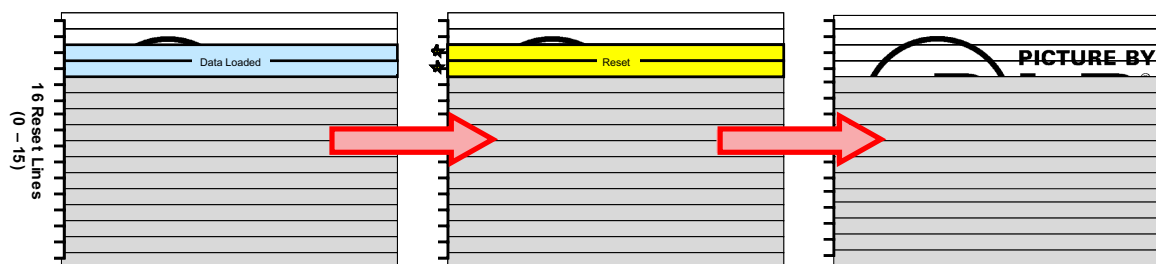 16 Reset Lines
(0 – 15)
Data Loaded
Reset
PICTURE BY
®